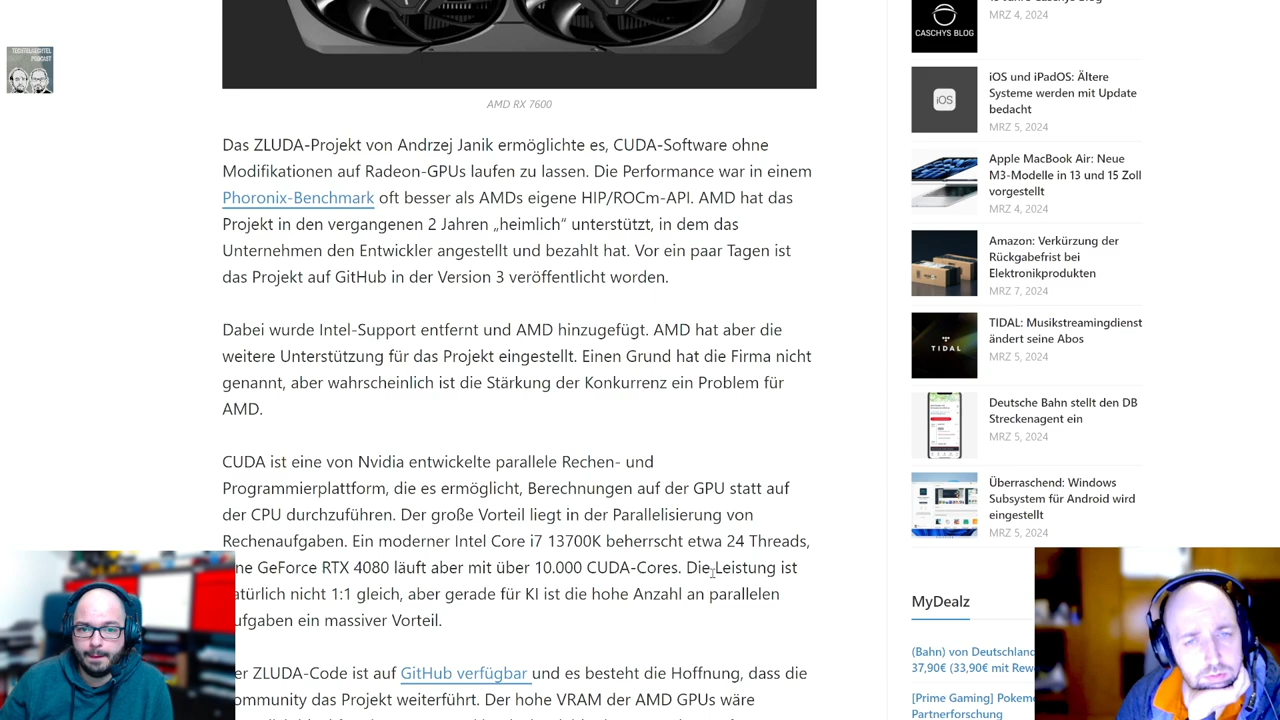 TECHTELMECHTEL
PODCAST
AMD RX 7600
Das ZLUDA-Projekt von Andrzej Janik ermöglichte es, CUDA-Software ohne
Modifikationen auf Radeon-GPUs laufen zu lassen. Die Performance war in einem
Phoronix-Benchmark oft besser als AMDs eigene HIP/ROCm-API. AMD hat das
Projekt in den vergangenen 2 Jahren „heimlich“ unterstützt, in dem das
Unternehmen den Entwickler angestellt und bezahlt hat. Vor ein paar Tagen ist
das Projekt auf GitHub in der Version 3 veröffentlicht worden.
Dabei wurde Intel-Support entfernt und AMD hinzugefügt. AMD hat aber die
weitere Unterstützung für das Projekt eingestellt. Einen Grund hat die Firma nicht
genannt, aber wahrscheinlich ist die Stärkung der Konkurrenz ein Problem für
AMD.
CUDA ist eine von Nvidia entwickelte parallele Rechen- und
Programmierplattform, die es ermöglicht, Berechnungen auf der GPU statt auf
durchzuführen. Der große Vorteil liegt in der Parallelisierung von
aufgaben. Ein moderner Intel Core i7 13700K beherrscht etwa 24 Threads,
ne GeForce RTX 4080 läuft aber mit über 10.000 CUDA-Cores. Die Leistung ist
atürlich nicht 1:1 gleich, aber gerade für KI ist die hohe Anzahl an parallelen
ufgaben ein massiver Vorteil.
er ZLUDA-Code ist auf GitHub verfügbar und es besteht die Hoffnung, dass die
ommunity das Projekt weiterführt. Der hohe VRAM der AMD GPUs wäre
CASCHYS BLOG
MRZ 4, 2024
iOS
iOS und iPadOS: Ältere
Systeme werden mit Update
bedacht
MRZ 5, 2024
Apple MacBook Air: Neue
M3-Modelle in 13 und 15 Zoll
vorgestellt
MRZ 4, 2024
Amazon: Verkürzung der
Rückgabefrist bei
Elektronikprodukten
MRZ 7, 2024
TIDAL
TIDAL: Musikstreamingdienst
ändert seine Abos
MRZ 5, 2024
Deutsche Bahn stellt den DB
Streckenagent ein
MRZ 5, 2024
Überraschend: Windows
Subsystem für Android wird
eingestellt
MRZ 5, 2024
MyDealz
(Bahn) von Deutschland
37,90€ (33,90€ mit Rew
[Prime Gaming] Pokemo
Partnerforschung